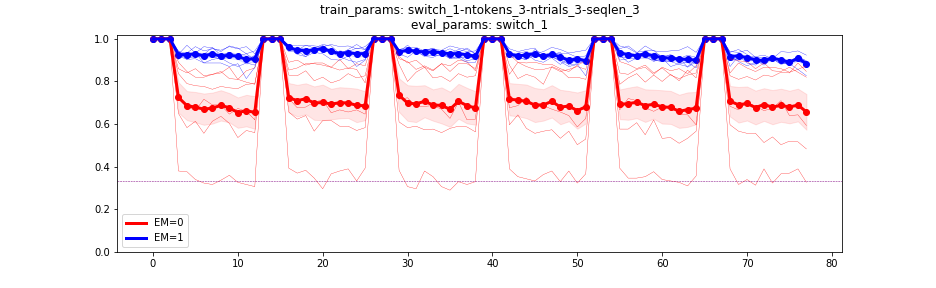 train_params: switch_1-ntokens_3-ntrials_3-seqlen_3
eval_params: switch_1
1.0
0.8
0.6
0.4
0.2
0.0
EM=0
EM=1
0 10 20 30 40 50 60 70 80